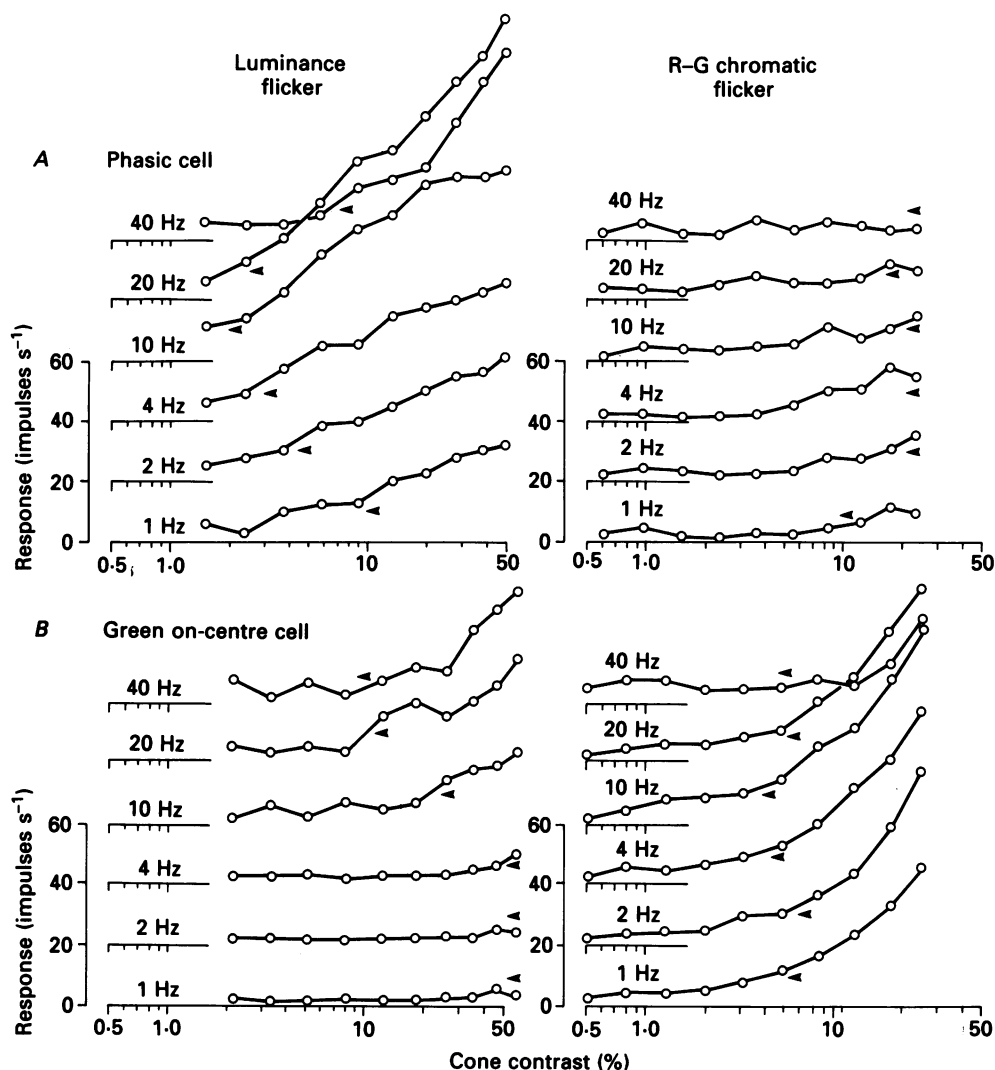 Luminance flicker
R–G chromatic flicker
A Phasic cell
40 Hz
20 Hz
10 Hz
4 Hz
2 Hz
1 Hz
Response (impulses s⁻¹)
60
40
20
0
0·5 1·0 10 50
40 Hz
20 Hz
10 Hz
4 Hz
2 Hz
1 Hz
60
40
20
0
0·5 1·0 10 50
B Green on-centre cell
40 Hz
20 Hz
10 Hz
4 Hz
2 Hz
1 Hz
Response (impulses s⁻¹)
60
40
20
0
0·5 1·0 10 50
40 Hz
20 Hz
10 Hz
4 Hz
2 Hz
1 Hz
60
40
20
0
0·5 1·0 10 50
Cone contrast (%)